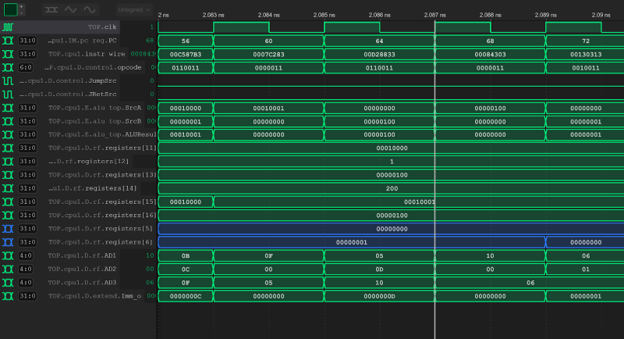 Unsigned
2 ns 2.083 ns 2.084 ns 2.085 ns 2.086 ns 2.087 ns 2.088 ns 2.089 ns 2.09 ns
TOP.clk 1
31:0 …pu1.IM.pc_reg.PC 68 56 60 64 68 72
31:0 TOP.cpu1.instr_wire 0008430 00C587B3 0007C283 00D28833 00084303 00130313
6:0 …P.cpu1.D.control.opcode 0110011 0000011 0110011 0000011 0010011
….cpu1.D.control.JumpSrc 0
….cpu1.D.control.JRetSrc 0
31:0 TOP.cpu1.E.alu_top.SrcA 00010000 00010001 00000000 00000100 00000000
31:0 TOP.cpu1.E.alu_top.SrcB 00000001 00000000 00000100 00000000 00000001
31:0 TOP.cpu1.E.alu_top.ALUResul 00010001 00000000 00000100 00000000 00000001
31:0 TOP.cpu1.D.rf.registers[11] 00010000
31:0 ….D.rf.registers[12] 1
31:0 TOP.cpu1.D.rf.registers[13] 00000100
31:0 …u1.D.rf.registers[14] 200
31:0 TOP.cpu1.D.rf.registers[15] 00010000 00010001
31:0 TOP.cpu1.D.rf.registers[16] 00000100
31:0 TOP.cpu1.D.rf.registers[5] 00000000
31:0 TOP.cpu1.D.rf.registers[6] 00000001 00000000
4:0 TOP.cpu1.D.rf.AD1 10 0B 0F 05 10 06
4:0 TOP.cpu1.D.rf.AD2 00 0C 00 0D 00 01
4:0 TOP.cpu1.D.rf.AD3 06 0F 05 10 06
31:0 TOP.cpu1.D.extend.Imm_o 0000000C 00000000 0000000D 00000000 00000001